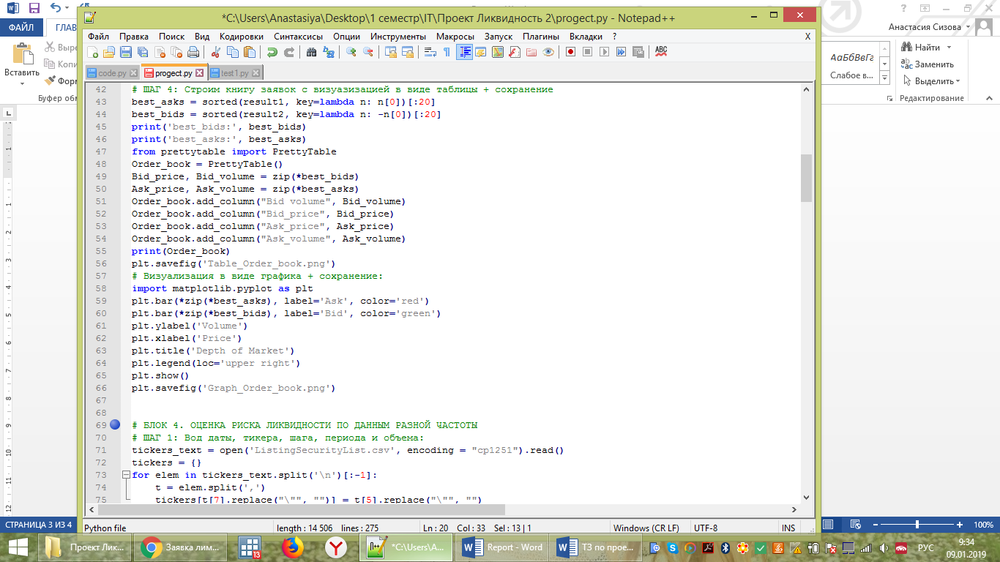 *C:\Users\Anastasiya\Desktop\1 семестр\IT\Проект Ликвидность 2\progect.py - Notepad++
ФАЙЛ
ГЛАВ
Файл Правка Поиск Вид Кодировки Синтаксисы Опции Инструменты Макросы Запуск Плагины Вкладки ? X
Анастасия Сизова
Вставить
Выре
Копи
Форм
Буфер обм
code.py progect.py test1.py
АаБбВвГг
Слабое в...
Найти
Заменить
Выделить
Редактирование
42 # ШАГ 4: Строим книгу заявок с визуазизацией в виде таблицы + сохранение
43 best_asks = sorted(result1, key=lambda n: n[0])[:20]
44 best_bids = sorted(result2, key=lambda n: -n[0])[:20]
45 print('best_bids:', best_bids)
46 print('best_asks:', best_asks)
47 from prettytable import PrettyTable
48 Order_book = PrettyTable()
49 Bid_price, Bid_volume = zip(*best_bids)
50 Ask_price, Ask_volume = zip(*best_asks)
51 Order_book.add_column("Bid volume", Bid_volume)
52 Order_book.add_column("Bid_price", Bid_price)
53 Order_book.add_column("Ask_price", Ask_price)
54 Order_book.add_column("Ask_volume", Ask_volume)
55 print(Order_book)
56 plt.savefig('Table_Order_book.png')
57 # Визуализация в виде графика + сохранение:
58 import matplotlib.pyplot as plt
59 plt.bar(*zip(*best_asks), label='Ask', color='red')
60 plt.bar(*zip(*best_bids), label='Bid', color='green')
61 plt.ylabel('Volume')
62 plt.xlabel('Price')
63 plt.title('Depth of Market')
64 plt.legend(loc='upper right')
65 plt.show()
66 plt.savefig('Graph_Order_book.png')
67
68
69 # БЛОК 4. ОЦЕНКА РИСКА ЛИКВИДНОСТИ ПО ДАННЫМ РАЗНОЙ ЧАСТОТЫ
70 # ШАГ 1: Вод даты, тикера, шага, периода и объема:
71 tickers_text = open('ListingSecurityList.csv', encoding = "cp1251").read()
72 tickers = {}
73 for elem in tickers_text.split('\n')[:-1]:
74 t = elem.split(',')
75 tickers[t[7].replace("\"", "")] = t[5].replace("\"", "")
СТРАНИЦА 3 ИЗ 4
Python file length : 14 506 lines : 275 Ln : 20 Col : 33 Sel : 13 | 1 Windows (CR LF) UTF-8 INS
100%
Проект Лик...
Заявка лим...
13
*C:\Users\A...
Report - Word
ТЗ по прое...
РУС
9:34
09.01.2019